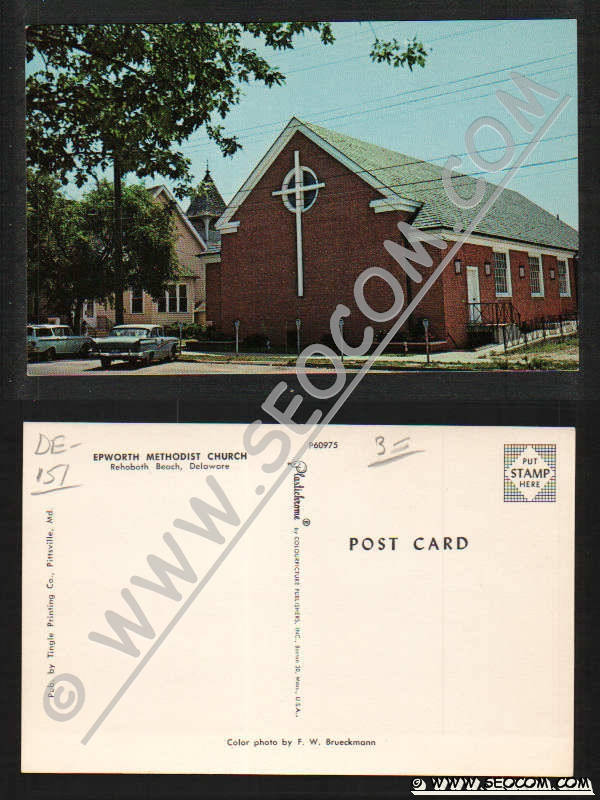 © WWW.SEOCOM.COM
DE-
151
EPWORTH METHODIST CHURCH
Rehoboth Beach, Delaware
P60975
3=
PUT
STAMP
HERE
Pub. by Tingle Printing Co., Pittsville, Md.
Plastichrome ®
by COLOURPICTURE PUBLISHERS, INC., Boston 30, Mass., U.S.A.
POST CARD
Color photo by F. W. Brueckmann
© WWW.SEOCOM.COM